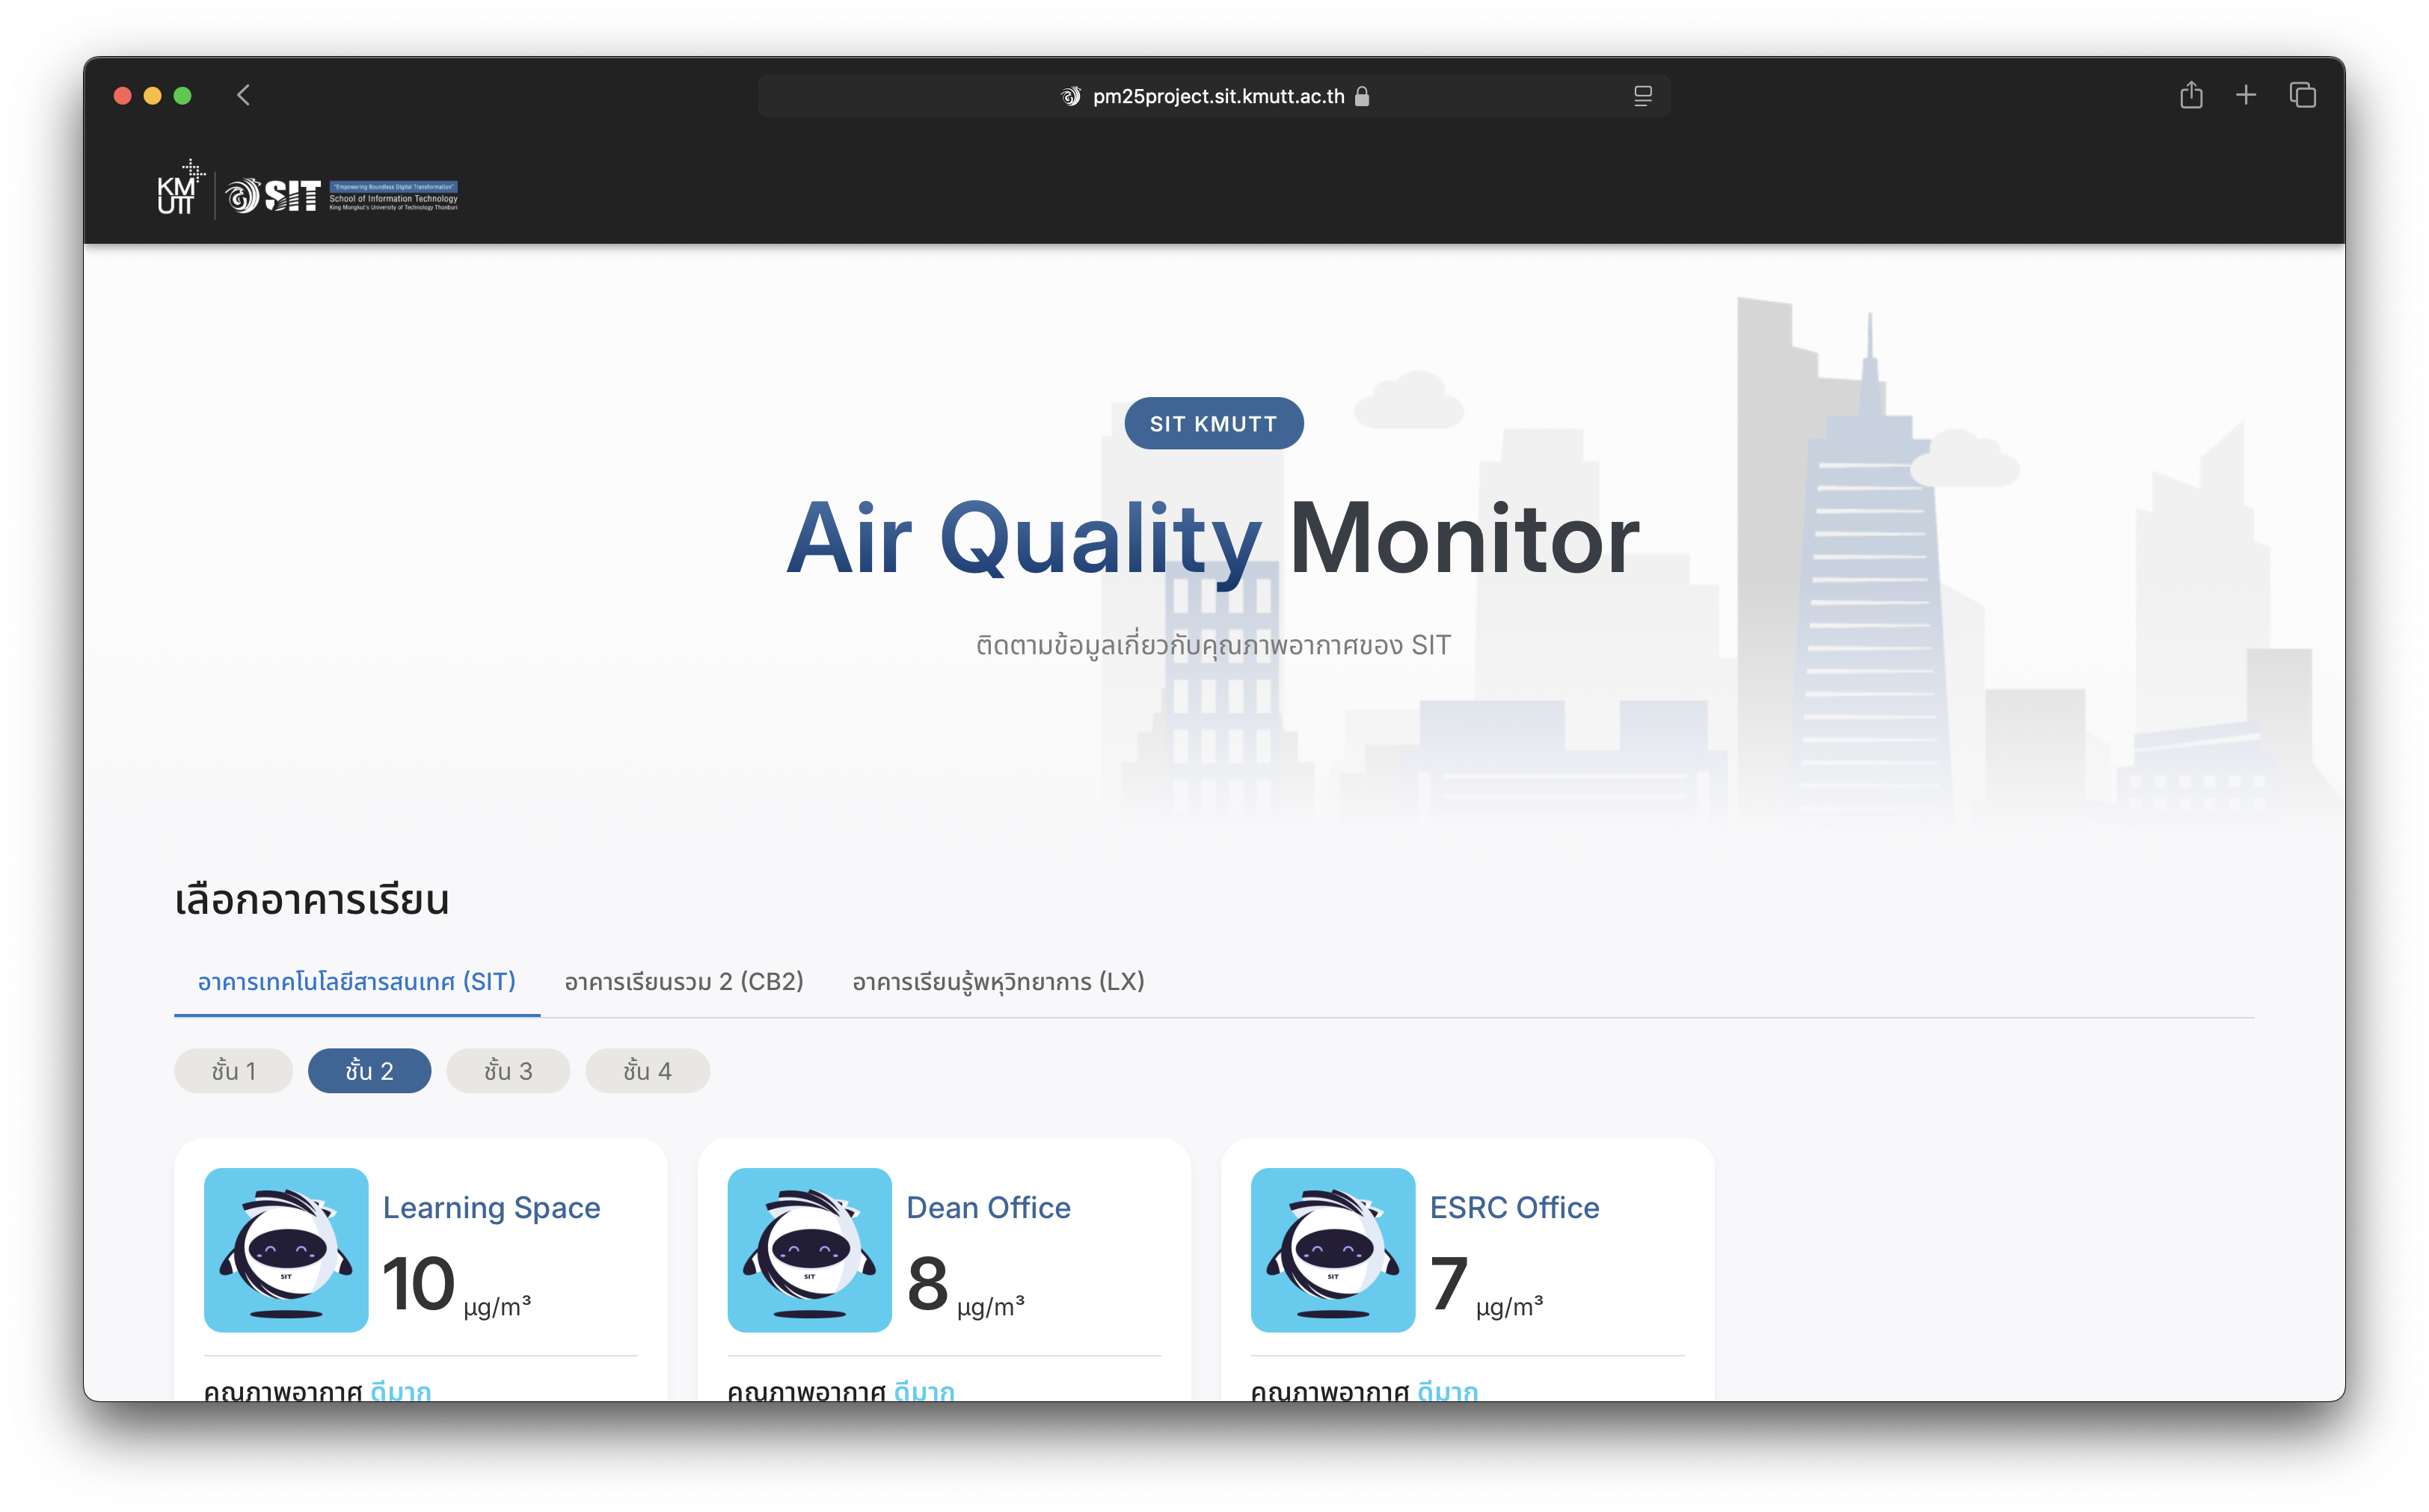 pm25project.sit.kmutt.ac.th
KM
UTT
SIT
"Empowering Boundless Digital Transformation"
School of Information Technology
King Mongkut's University of Technology Thonburi
SIT KMUTT
Air Quality Monitor
ติดตามข้อมูลเกี่ยวกับคุณภาพอากาศของ SIT
เลือกอาคารเรียน
อาคารเทคโนโลยีสารสนเทศ (SIT) อาคารเรียนรวม 2 (CB2) อาคารเรียนรู้พหุวิทยาการ (LX)
ชั้น 1 ชั้น 2 ชั้น 3 ชั้น 4
SIT
Learning Space
10 µg/m³
คุณภาพอากาศ ดีมาก
SIT
Dean Office
8 µg/m³
คุณภาพอากาศ ดีมาก
SIT
ESRC Office
7 µg/m³
คุณภาพอากาศ ดีมาก